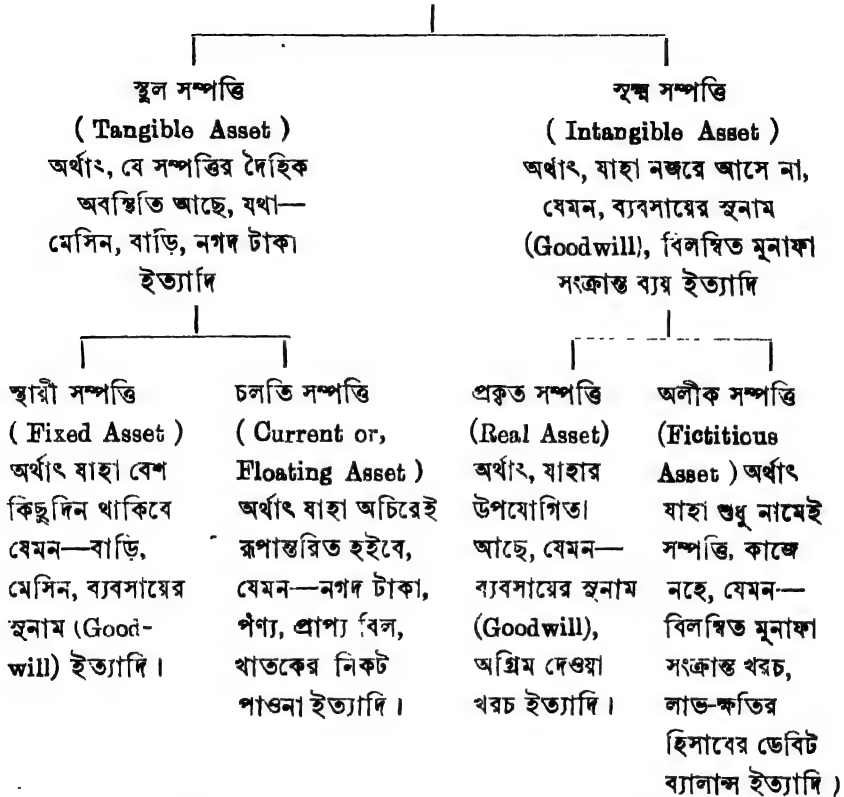 স্থূল সম্পত্তি
( Tangible Asset )
অর্থাৎ, যে সম্পত্তির দৈহিক
অবস্থিতি আছে, যথা—
মেসিন, বাড়ি, নগদ টাকা
ইত্যাদি
সূক্ষ্ম সম্পত্তি
( Intangible Asset )
অর্থাৎ, যাহা নজরে আসে না,
যেমন, ব্যবসায়ের সুনাম
(Goodwill), বিলম্বিত মুনাফা
সংক্রান্ত ব্যয় ইত্যাদি
স্থায়ী সম্পত্তি
( Fixed Asset )
অর্থাৎ যাহা বেশ
কিছুদিন থাকিবে
যেমন—বাড়ি,
মেসিন, ব্যবসায়ের
সুনাম (Good-
will) ইত্যাদি।
চলতি সম্পত্তি
( Current or,
Floating Asset )
অর্থাৎ যাহা অচিরেই
রূপান্তরিত হইবে,
যেমন—নগদ টাকা,
পণ্য, প্রাপ্য বিল,
খাতকের নিকট
পাওনা ইত্যাদি।
প্রকৃত সম্পত্তি
(Real Asset)
অর্থাৎ, যাহার
উপযোগিতা
আছে, যেমন—
ব্যবসায়ের সুনাম
(Goodwill),
অগ্রিম দেওয়া
খরচ ইত্যাদি।
অলীক সম্পত্তি
(Fictitious
Asset ) অর্থাৎ
যাহা শুধু নামেই
সম্পত্তি, কাজে
নহে, যেমন—
বিলম্বিত মুনাফা
সংক্রান্ত খরচ,
লাভ-ক্ষতির
হিসাবের ডেবিট
ব্যালান্স ইত্যাদি )